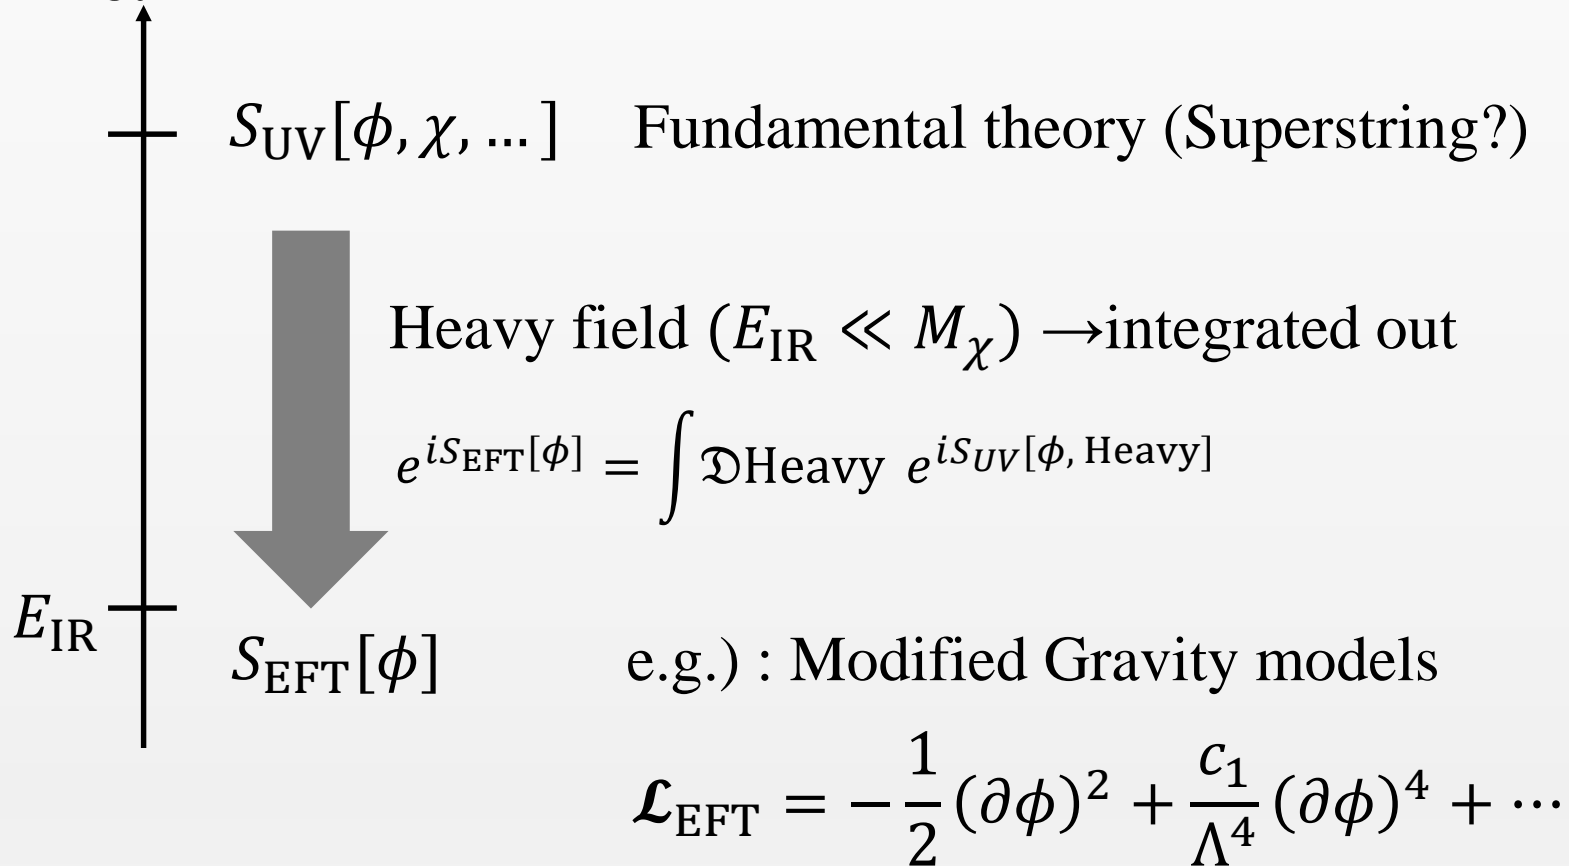 S_UV[ϕ, χ, … ] Fundamental theory (Superstring?)
Heavy field (E_IR ≪ M_χ) →integrated out
e^{iS_EFT[ϕ]} = ∫ 𝔇Heavy e^{iS_UV[ϕ, Heavy]}
E_IR
S_EFT[ϕ] e.g.) : Modified Gravity models
ℒ_EFT = − 1/2 (∂ϕ)² + c₁/Λ⁴ (∂ϕ)⁴ + ⋯